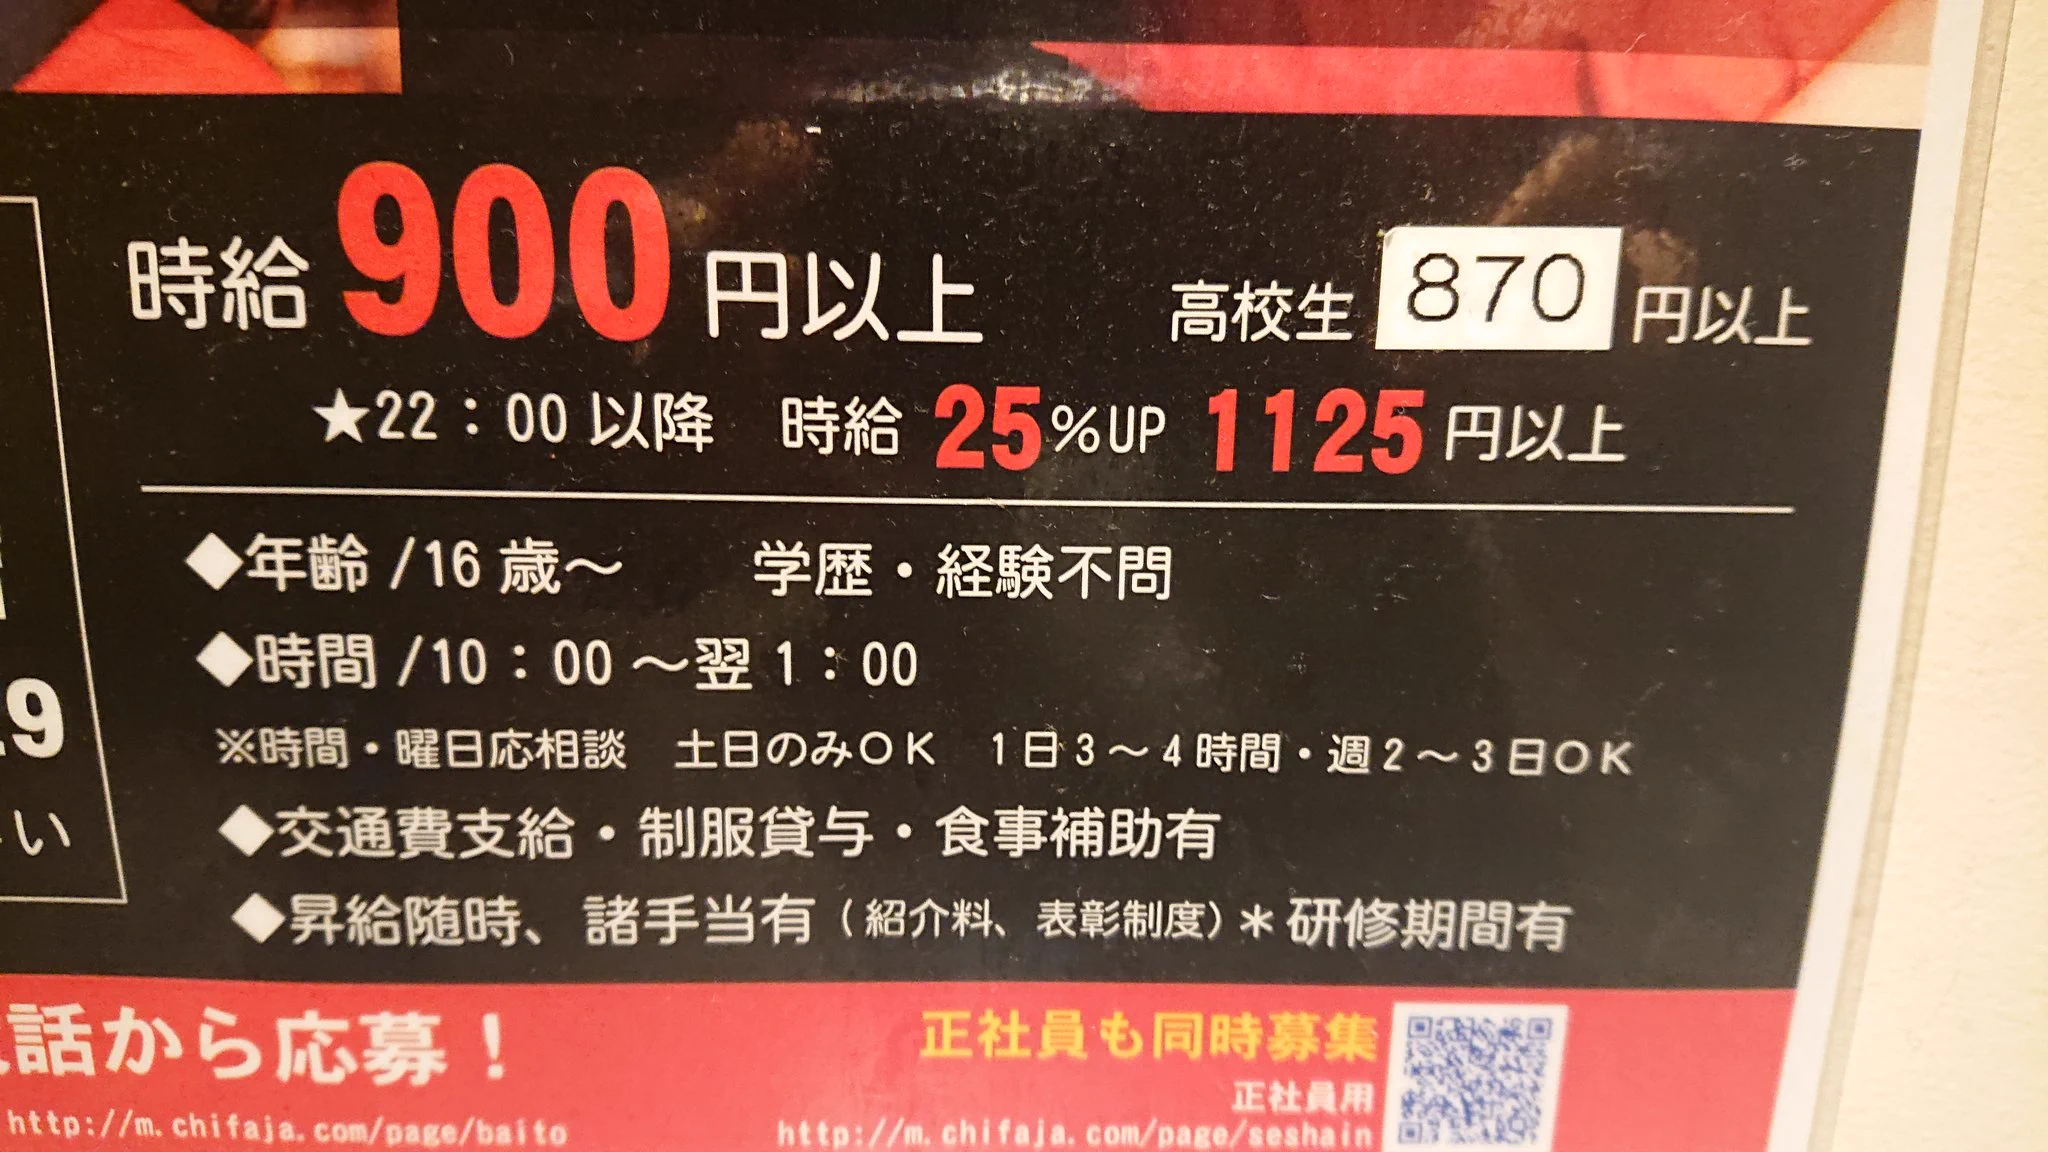 時給 900 円以上 高校生 870 円以上
★22：00 以降 時給 25%UP 1125 円以上
◆年齢 /16 歳～ 学歴・経験不問
◆時間 /10：00 ～翌 1：00
※時間・曜日応相談 土日のみOK 1日3～4時間・週2～3日OK
◆交通費支給・制服貸与・食事補助有
◆昇給随時、諸手当有（紹介料、表彰制度）＊研修期間有
9
い
話から応募！
http://m.chifaja.com/page/baito
正社員も同時募集
正社員用
http://m.chifaja.com/page/seshain